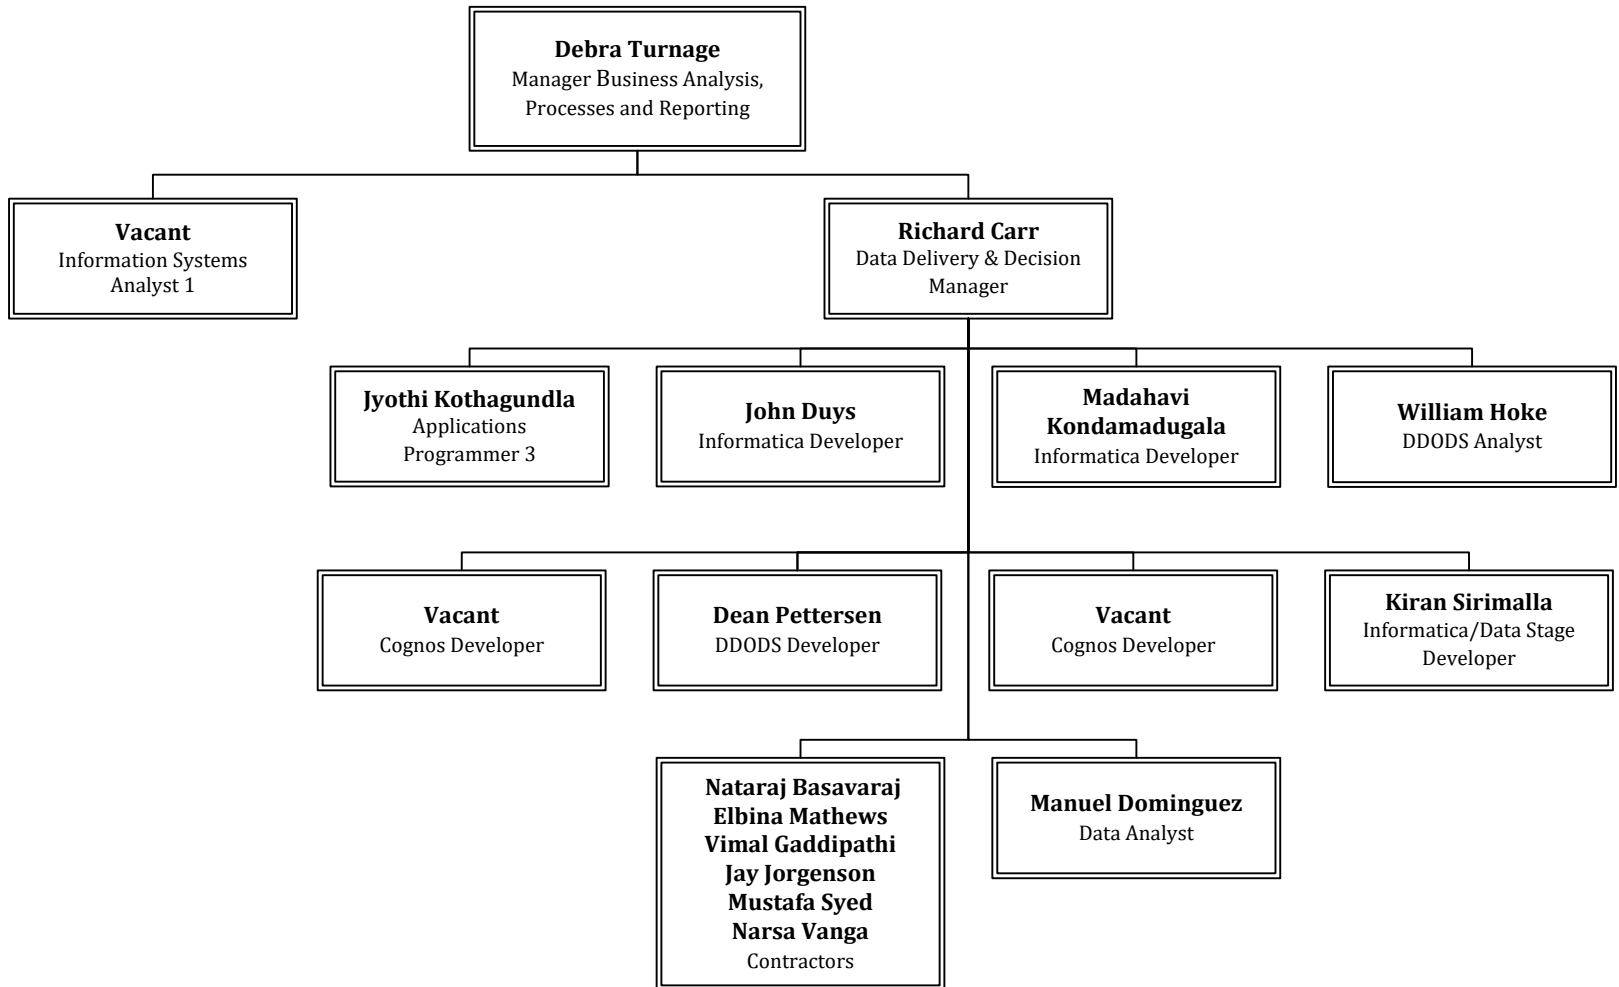 Debra Turnage
Manager Business Analysis,
Processes and Reporting
Vacant
Information Systems
Analyst 1
Richard Carr
Data Delivery & Decision
Manager
Jyothi Kothagundla
Applications
Programmer 3
John Duys
Informatica Developer
Madahavi
Kondamadugala
Informatica Developer
William Hoke
DDODS Analyst
Vacant
Cognos Developer
Dean Pettersen
DDODS Developer
Vacant
Cognos Developer
Kiran Sirimalla
Informatica/Data Stage
Developer
Nataraj Basavaraj
Elbina Mathews
Vimal Gaddipathi
Jay Jorgenson
Mustafa Syed
Narsa Vanga
Contractors
Manuel Dominguez
Data Analyst